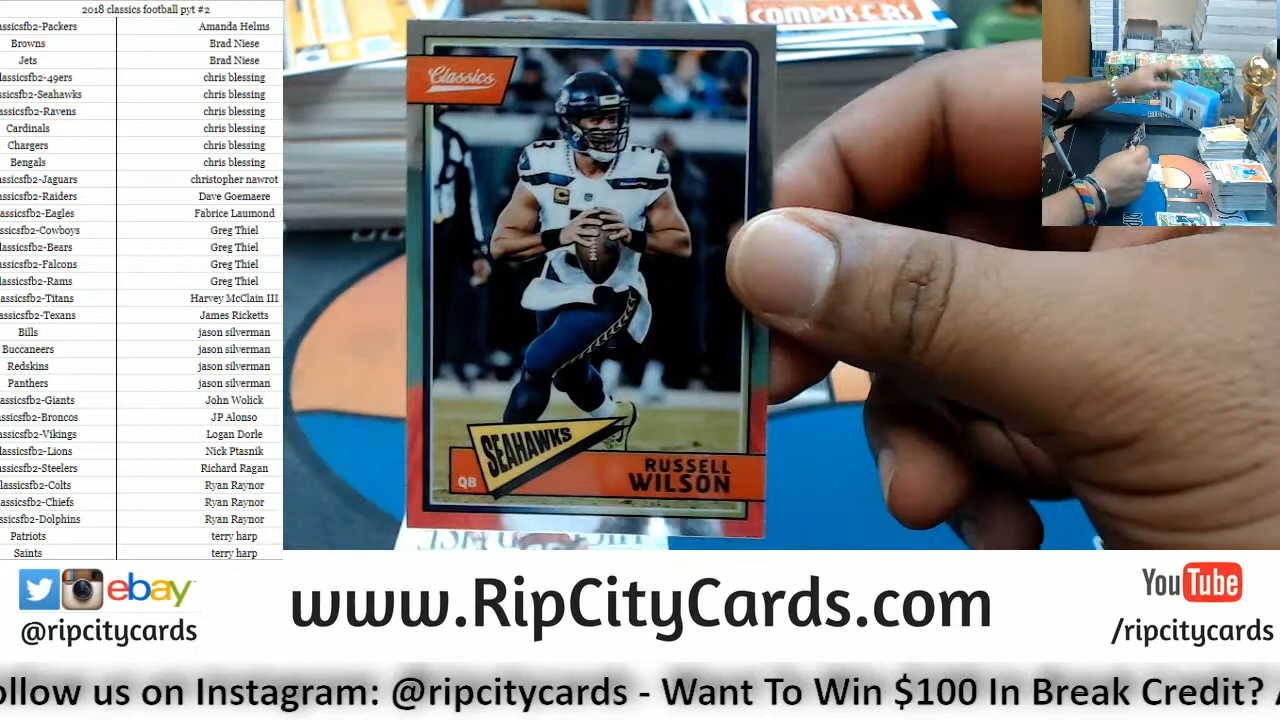 2018 classics football pyt #2
assicsfb2-Packers Amanda Helms
Browns Brad Niese
Jets Brad Niese
lassicsfb2-49ers chris blessing
ssicsfb2-Seahawks chris blessing
lassicsfb2-Ravens chris blessing
Cardinals chris blessing
Chargers chris blessing
Bengals chris blessing
assicsfb2-Jaguars christopher nawrot
assicsfb2-Raiders Dave Goemaere
lassicsfb2-Eagles Fabrice Laumond
ssicsfb2-Cowboys Greg Thiel
lassicsfb2-Bears Greg Thiel
assicsfb2-Falcons Greg Thiel
lassicsfb2-Rams Greg Thiel
lassicsfb2-Titans Harvey McClain III
assicsfb2-Texans James Ricketts
Bills jason silverman
Buccaneers jason silverman
Redskins jason silverman
Panthers jason silverman
lassicsfb2-Giants John Wolick
assicsfb2-Broncos JP Alonso
assicsfb2-Vikings Logan Dorle
lassicsfb2-Lions Nick Ptasnik
assicsfb2-Steelers Richard Ragan
lassicsfb2-Colts Ryan Raynor
lassicsfb2-Chiefs Ryan Raynor
ssicsfb2-Dolphins Ryan Raynor
Patriots terry harp
Saints terry harp
Classics
SEAHAWKS
QB
RUSSELL
WILSON
R T
ebay
@ripcitycards
www.RipCityCards.com
YouTube
/ripcitycards
ollow us on Instagram: @ripcitycards - Want To Win $100 In Break Credit? A